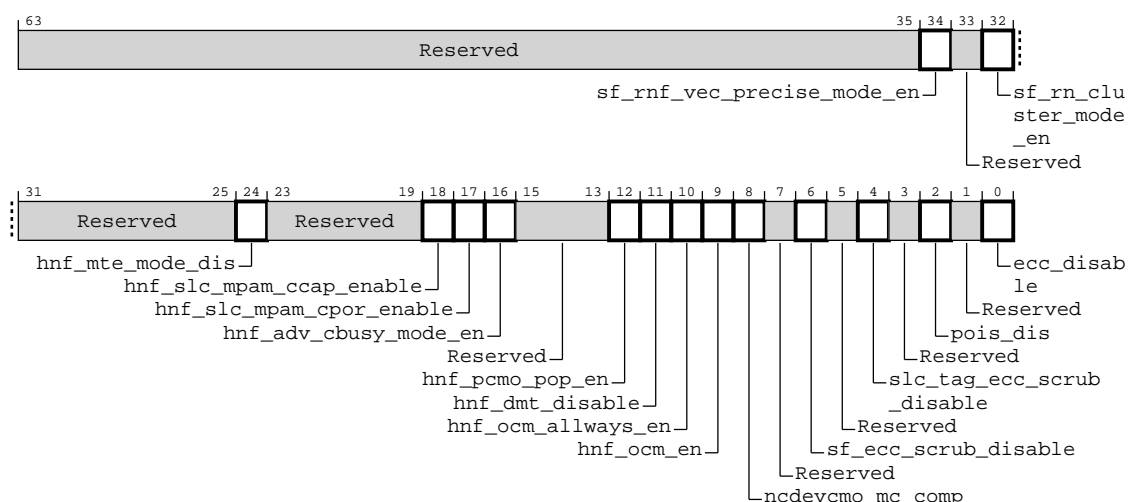 63 35 34 33 32
Reserved
sf_rnf_vec_precise_mode_en
sf_rn_clu
ster_mode
_en
Reserved
31 25 24 23 19 18 17 16 15 13 12 11 10 9 8 7 6 5 4 3 2 1 0
Reserved Reserved
hnf_mte_mode_dis
ecc_disab
le
hnf_slc_mpam_ccap_enable
hnf_slc_mpam_cpor_enable
Reserved
hnf_adv_cbusy_mode_en
pois_dis
Reserved
Reserved
hnf_pcmo_pop_en
slc_tag_ecc_scrub
_disable
hnf_dmt_disable
hnf_ocm_allways_en
Reserved
hnf_ocm_en
sf_ecc_scrub_disable
Reserved
ncdevcmo_mc_comp